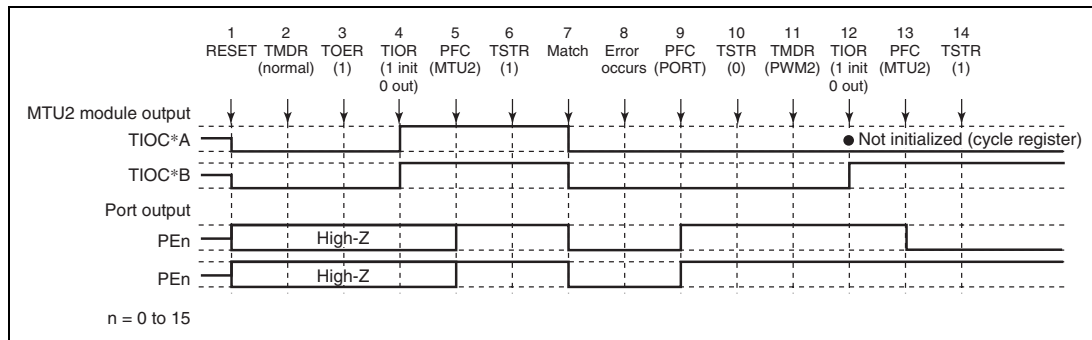 1 2 3 4 5 6 7 8 9 10 11 12 13 14
RESET TMDR TOER TIOR PFC TSTR Match Error PFC TSTR TMDR TIOR PFC TSTR
(normal) (1) (1 init (MTU2) (1) occurs (PORT) (0) (PWM2) (1 init (MTU2) (1)
0 out) 0 out)
MTU2 module output
TIOC*A ● Not initialized (cycle register)
TIOC*B
Port output
PEn High-Z
PEn High-Z
n = 0 to 15